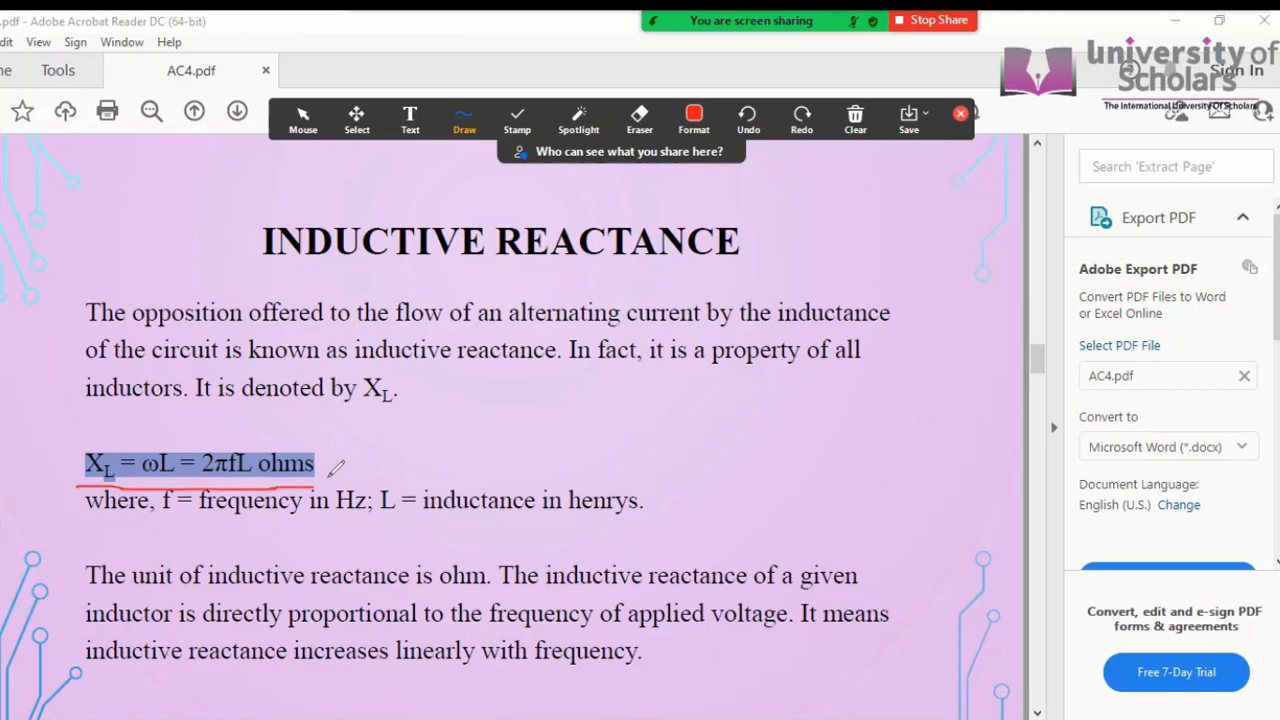 .pdf - Adobe Acrobat Reader DC (64-bit)
You are screen sharing
Stop Share
View Sign Window Help
Tools
AC4.pdf
University of Scholars
The International University Of Scholars
Sign In
Mouse Select Text Draw Stamp Spotlight Eraser Format Undo Redo Clear Save
Who can see what you share here?
INDUCTIVE REACTANCE
The opposition offered to the flow of an alternating current by the inductance
of the circuit is known as inductive reactance. In fact, it is a property of all
inductors. It is denoted by XL.
XL = ωL = 2πfL ohms
where, f = frequency in Hz; L = inductance in henrys.
The unit of inductive reactance is ohm. The inductive reactance of a given
inductor is directly proportional to the frequency of applied voltage. It means
inductive reactance increases linearly with frequency.
Search 'Extract Page'
Export PDF
Adobe Export PDF
Convert PDF Files to Word
or Excel Online
Select PDF File
AC4.pdf
Convert to
Microsoft Word (*.docx)
Document Language:
English (U.S.) Change
Convert, edit and e-sign PDF
forms & agreements
Free 7-Day Trial